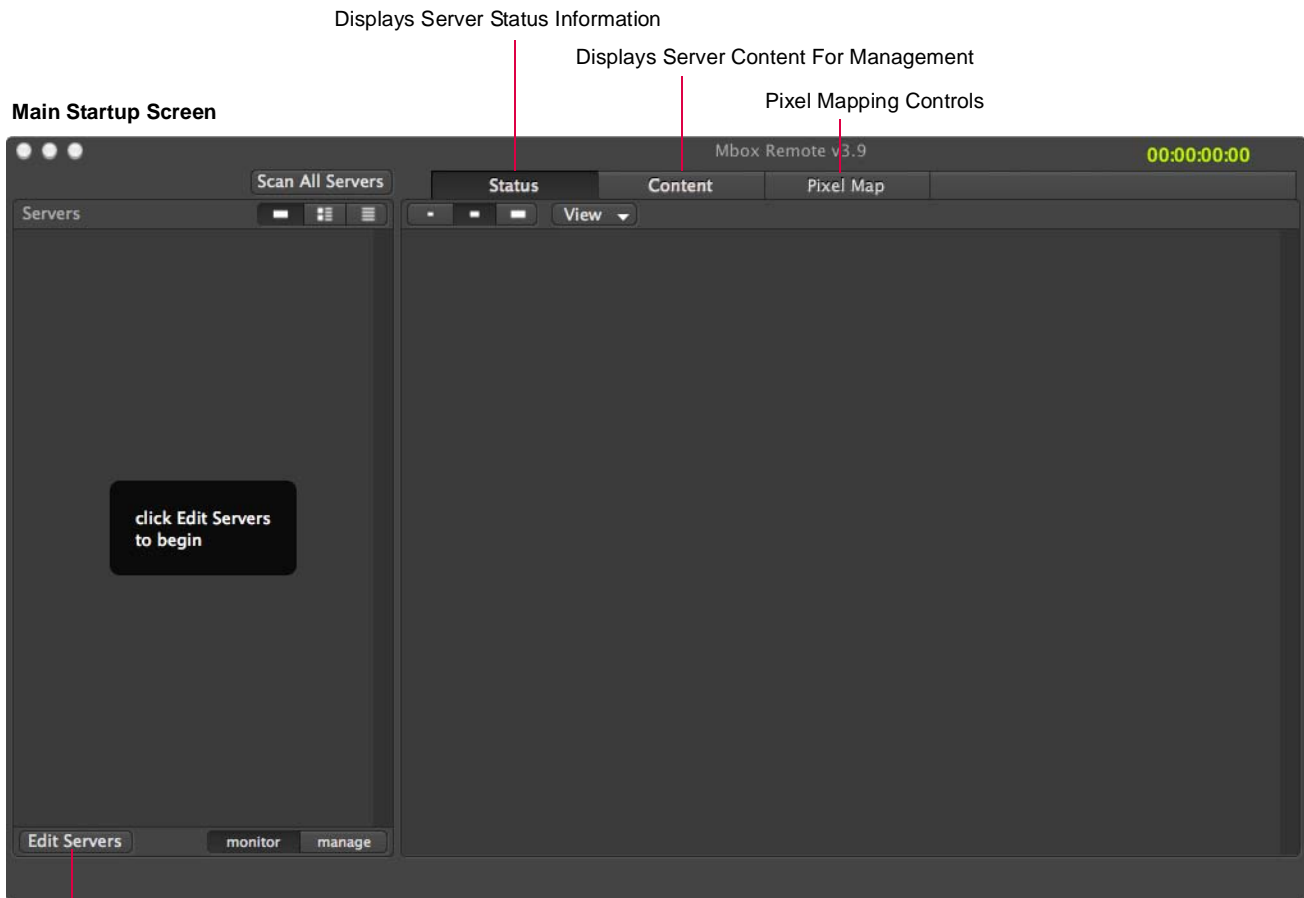 Displays Server Status Information
Displays Server Content For Management
Pixel Mapping Controls
Main Startup Screen
Mbox Remote v3.9
00:00:00:00
Scan All Servers
Status
Content
Pixel Map
Servers
View
click Edit Servers
to begin
Edit Servers
monitor
manage